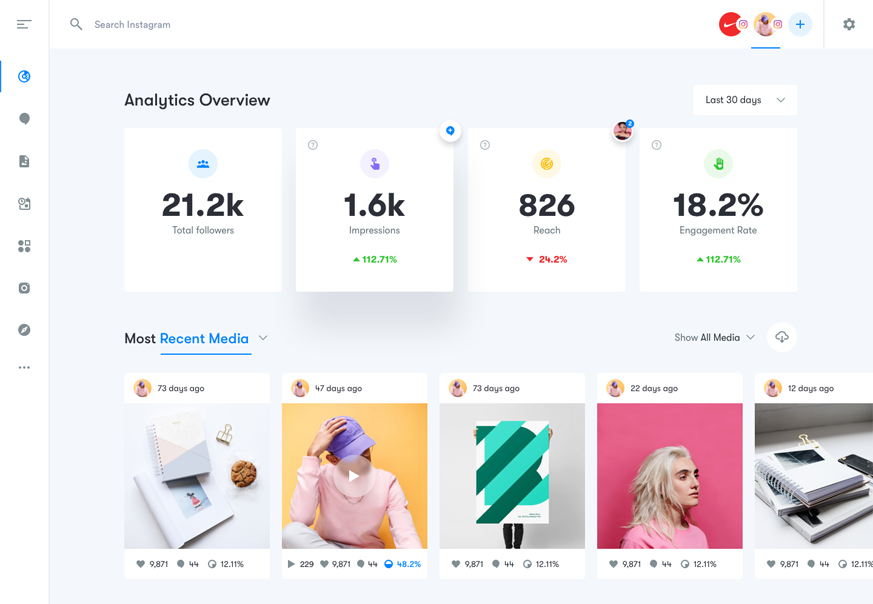 Search Instagram
Analytics Overview
Last 30 days
2
21.2k
Total followers
1.6k
Impressions
112.71%
826
Reach
24.2%
18.2%
Engagement Rate
112.71%
Most Recent Media
Show All Media
73 days ago
47 days ago
73 days ago
22 days ago
12 days ago
9,871 44 12.11%
229 9,871 44 48.2%
9,871 44 12.11%
9,871 44 12.11%
9,871 44 12.11%